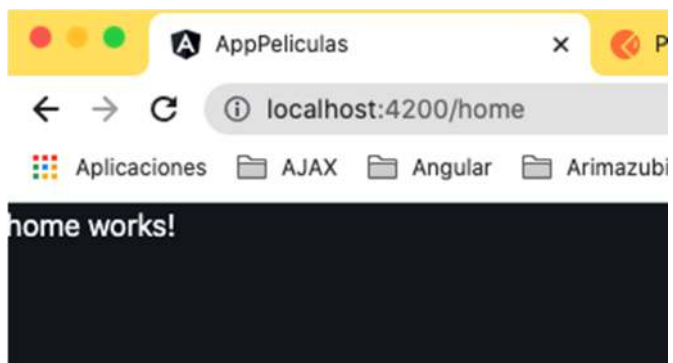 AppPeliculas
P
localhost:4200/home
Aplicaciones AJAX Angular Arimazubi
home works!